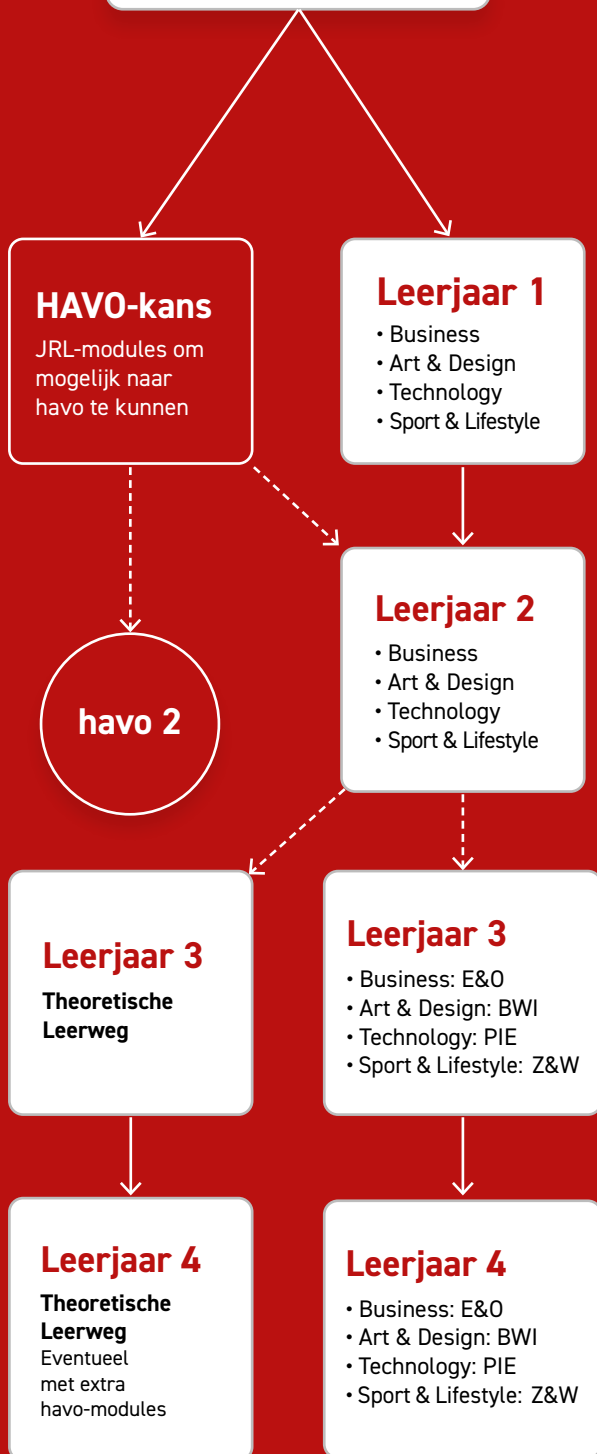 HAVO-kans
JRL-modules om
mogelijk naar
havo te kunnen
Leerjaar 1
• Business
• Art & Design
• Technology
• Sport & Lifestyle
Leerjaar 2
• Business
• Art & Design
• Technology
• Sport & Lifestyle
havo 2
Leerjaar 3
Theoretische
Leerweg
Leerjaar 3
• Business: E&O
• Art & Design: BWI
• Technology: PIE
• Sport & Lifestyle: Z&W
Leerjaar 4
Theoretische
Leerweg
Eventueel
met extra
havo-modules
Leerjaar 4
• Business: E&O
• Art & Design: BWI
• Technology: PIE
• Sport & Lifestyle: Z&W